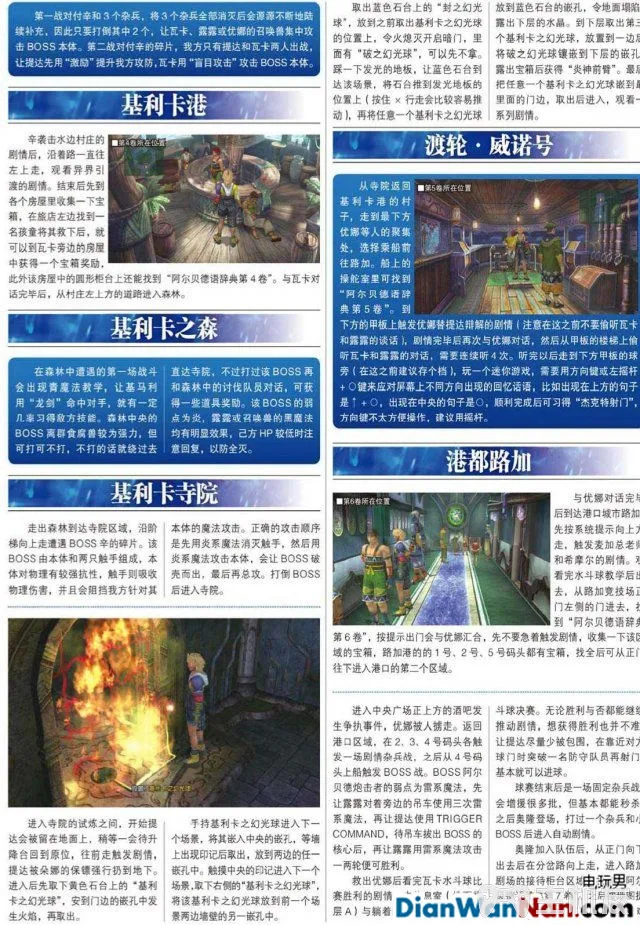 第一战对付辛和3个杂兵，将3个杂兵全部消灭后会源源不断地陆
续补充，因此只要打倒其中2个，让瓦卡、露露或优娜的召唤兽集中攻
击BOSS本体。第二战对付辛的碎片，我方只有提达和瓦卡两人出战，
让提达先用“激励”提升我方攻防，瓦卡用“盲目攻击”攻击BOSS本体。
基利卡港
辛袭击水边村庄的
剧情后，沿着路一直往
左上走，观看异界引
渡的剧情。结束后先到
各个房屋里收集一下宝
箱，在旅店左边找到一
名孩童将其救下后，就
可以到瓦卡旁边的房屋
中获得一个宝箱奖励，
■第4卷所在位置
此外该房屋中的圆形柜台上还能找到“阿尔贝德语辞典第4卷”。与瓦卡对
话完毕后，从村庄左上方的道路进入森林。
基利卡之森
在森林中遭遇的第一场战斗
会出现青魔法教学，让基马利
用“龙剑”命中对手，就有一定
几率习得敌方技能。森林中央的
BOSS离群食腐兽较为强力，但
可打可不打，不打的话就绕过去
直达寺院，不过打过该BOSS再
和森林中的讨伐队员对话，可获
得一些道具奖励。该BOSS的弱
点为炎，露露或召唤兽的黑魔法
均有明显效果，己方HP较低时注
意回复，以防全灭。
基利卡寺院
走出森林到达寺院区域，沿阶
梯向上走遭遇BOSS辛的碎片。该
BOSS由本体和两只触手组成，本
体对物理有较强抗性，触手则吸收
物理伤害，并且会阻挡我方针对其
本体的魔法攻击。正确的攻击顺序
是先用炎系魔法消灭触手，然后用
炎系魔法攻击本体，会让BOSS破
壳而出，最后再总攻。打倒BOSS
后进入寺院。
进入寺院的试炼之间，开始提
达会被留在地面上，稍等一会待升
降台回到原位，往前走触发剧情，
提达被朵娜的保镖强行扔到地下。
进入后先取下黄色石台上的“基利
卡之幻光球”，安到门边的嵌孔中发
生火焰，再取出。
手持基利卡之幻光球进入下一
个场景，将其嵌入中央的嵌孔，等墙
上出现印记后取出，放到两边的任一
嵌孔中。触摸中央的印记进入下一个
场景，取下右侧的“基利卡之幻光球”，
将该基利卡之幻光球放到前一个场
景两边墙壁的另一嵌孔中。
取出蓝色石台上的“封之幻光
球”，放到之前取出基利卡之幻光球
的位置上，令火熄灭开启暗门，里
面有“破之幻光球”，可以先不拿。
踩一下发光的地板，让蓝色石台到
达该场景，将石台推到发光地板的
位置上（按住×行走会比较容易推
动），再将任意一个基利卡之幻光球
放到蓝色石台的嵌孔，令地面塌陷
露出下层的水晶。到下层取出第三
个基利卡之幻光球，放置到一边后
将破之幻光球镶嵌到下层的嵌孔
露出宝箱后获得“炎神前臂”。最后
把任意一个基利卡之幻光球嵌到最
里面的门边，取出后进入，观看一
系列剧情。
渡轮·威诺号
从寺院返回
基利卡港的村
子，走到最下方
优娜等人的聚集
处，选择乘船前
往路加。船上的
操舵室里可找到
“阿尔贝德语辞
典第5卷”。到
■第5卷所在位置
下方的甲板上触发优娜替提达辩解的剧情（注意在这之前不要偷听瓦卡
和露露的谈话），剧情完毕后再次与优娜对话，然后从甲板的楼梯上偷
听瓦卡和露露的对话，需要连续听4次。听完以后走到下方甲板的球
旁（在这之前建议存个档），玩一个迷你游戏，需要用方向键或左摇杆
+○键来应对屏幕上不同方向出现的回忆话语，比如出现在上方的句子
是↑+○，出现在中央的句子是○，顺利完成后可习得“杰克特射门”，
方向键不太方便操作，建议用摇杆。
港都路加
■第6卷所在位置
与优娜对话完毕
后到达港口城市路加
先按系统提示向上方
走，触发麦加总老师
和希摩尔的剧情。观
看完水斗球教学后出
去，从路加竞技场正
门左侧的门进去，找
到“阿尔贝德语辞典
第6卷”，按提示出门会与优娜汇合，先不要急着触发剧情，收集一下该区
域的宝箱，路加港的的1号、2号、5号码头都有宝箱，找全后可从正门
往下进入港口的第二个区域。
进入中央广场正上方的酒吧发
生争执事件，优娜被人掳走。返回
港口区域，在2、3、4号码头各触
发一场剧情杂兵战，之后从4号码
头上船触发BOSS战。BOSS阿尔
贝德炮击者的弱点为雷系魔法，先
让露露对着旁边的吊车使用三次雷
系魔法，再让提达使用TRIGGER
COMMAND，待吊车拔出BOSS的
核心后，再让露露用雷系魔法攻击
一两轮便可胜利。
救出优娜后看完瓦卡水斗球比
赛胜利的剧情
层A）与躺着
斗球决赛。无论胜利与否都能继续
推动剧情，想获得胜利也并不难
让提达尽量少被包围，在靠近对方
球门时突破一名防守队员再射门
基本就可以进球。
球赛结束后是一场固定杂兵战
会增援很多批，但基本都能秒杀
之后奥隆登场，打过一个杂兵和小
BOSS后进入自动剧情。
奥隆加入队伍后，从正门向下
出去后在分岔路向上走，进入路加
剧场的接待柜台区域
电玩男
DianWanNan.com